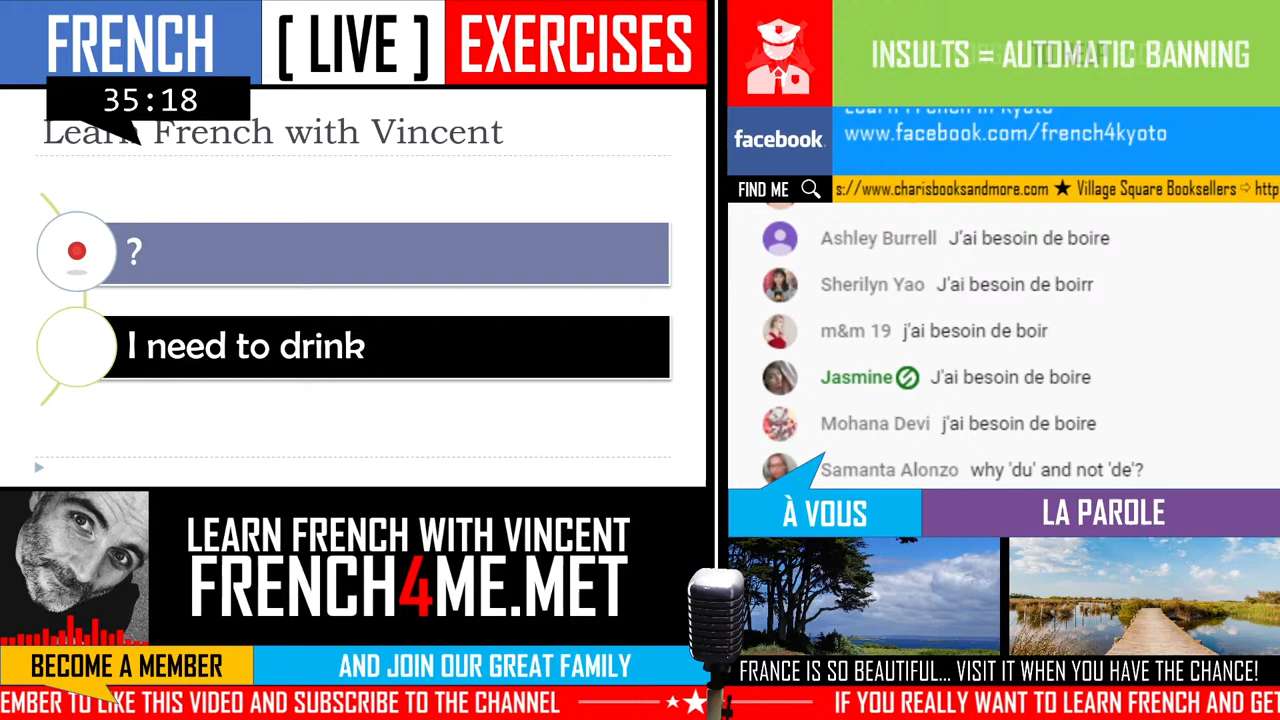 FRENCH
[ LIVE ]
EXERCISES
35:18
Learn French with Vincent
?
I need to drink
LEARN FRENCH WITH VINCENT
FRENCH4ME.MET
BECOME A MEMBER
AND JOIN OUR GREAT FAMILY
EMBER TO LIKE THIS VIDEO AND SUBSCRIBE TO THE CHANNEL
IF YOU REALLY WANT TO LEARN FRENCH AND GET
INSULTS = AUTOMATIC BANNING
facebook.
Learn French in Kyoto
www.facebook.com/french4kyoto
FIND ME
s://www.charisbooksandmore.com ★ Village Square Booksellers ⇨ http
Ashley Burrell J'ai besoin de boire
Sherilyn Yao J'ai besoin de boirr
m&m 19 j'ai besoin de boir
Jasmine J'ai besoin de boire
Mohana Devi j'ai besoin de boire
Samanta Alonzo why 'du' and not 'de'?
À VOUS
LA PAROLE
FRANCE IS SO BEAUTIFUL... VISIT IT WHEN YOU HAVE THE CHANCE!